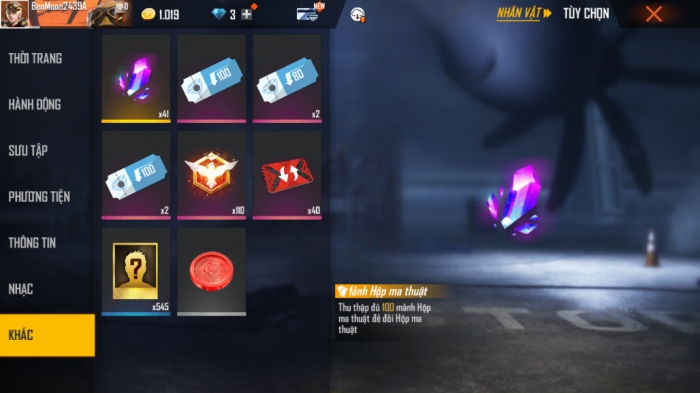 BenMoon2439A
1.019
3
NEW
NHÂN VẬT
TÙY CHỌN
THỜI TRANG
HÀNH ĐỘNG
SƯU TẬP
PHƯƠNG TIỆN
THÔNG TIN
NHẠC
KHÁC
x41
100
80
x2
100
x2
x110
x40
?
x545
Mảnh Hộp ma thuật
Thu thập đủ 100 mảnh Hộp
ma thuật để đổi Hộp ma
thuật